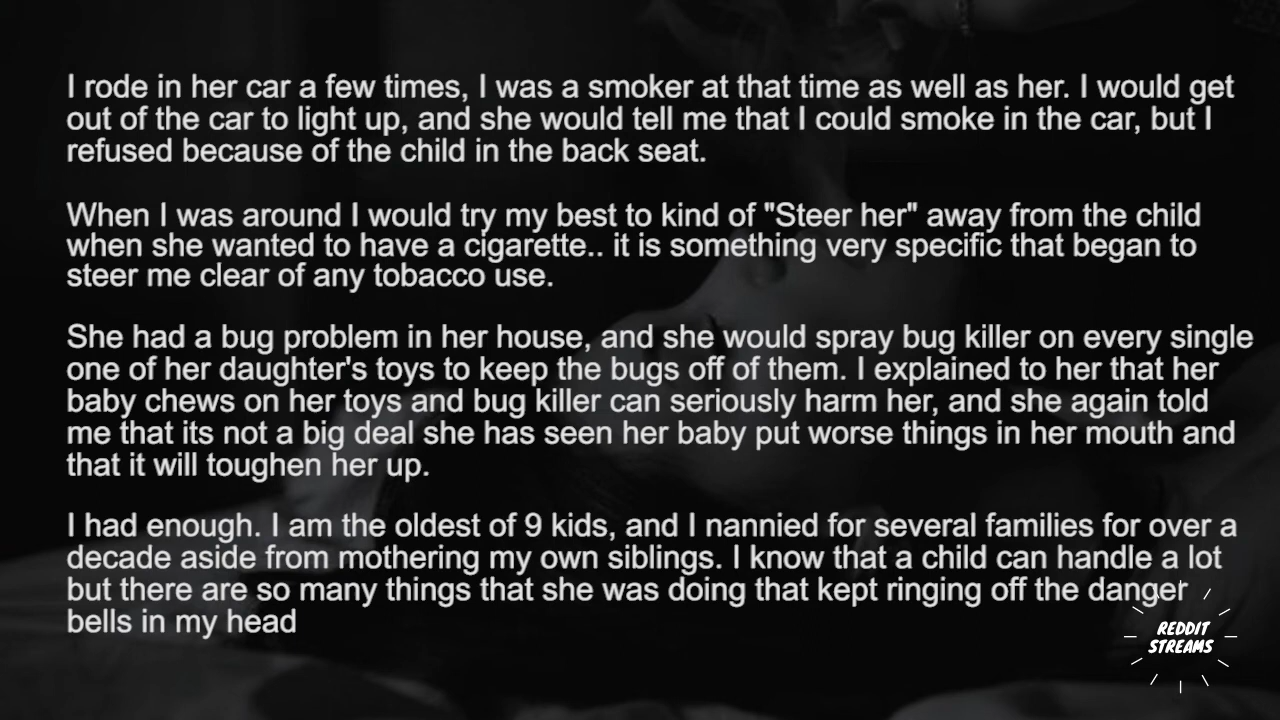 I rode in her car a few times, I was a smoker at that time as well as her. I would get
out of the car to light up, and she would tell me that I could smoke in the car, but I
refused because of the child in the back seat.
When I was around I would try my best to kind of "Steer her" away from the child
when she wanted to have a cigarette.. it is something very specific that began to
steer me clear of any tobacco use.
She had a bug problem in her house, and she would spray bug killer on every single
one of her daughter's toys to keep the bugs off of them. I explained to her that her
baby chews on her toys and bug killer can seriously harm her, and she again told
me that its not a big deal she has seen her baby put worse things in her mouth and
that it will toughen her up.
I had enough. I am the oldest of 9 kids, and I nannied for several families for over a
decade aside from mothering my own siblings. I know that a child can handle a lot
but there are so many things that she was doing that kept ringing off the danger
bells in my head
REDDIT
STREAMS